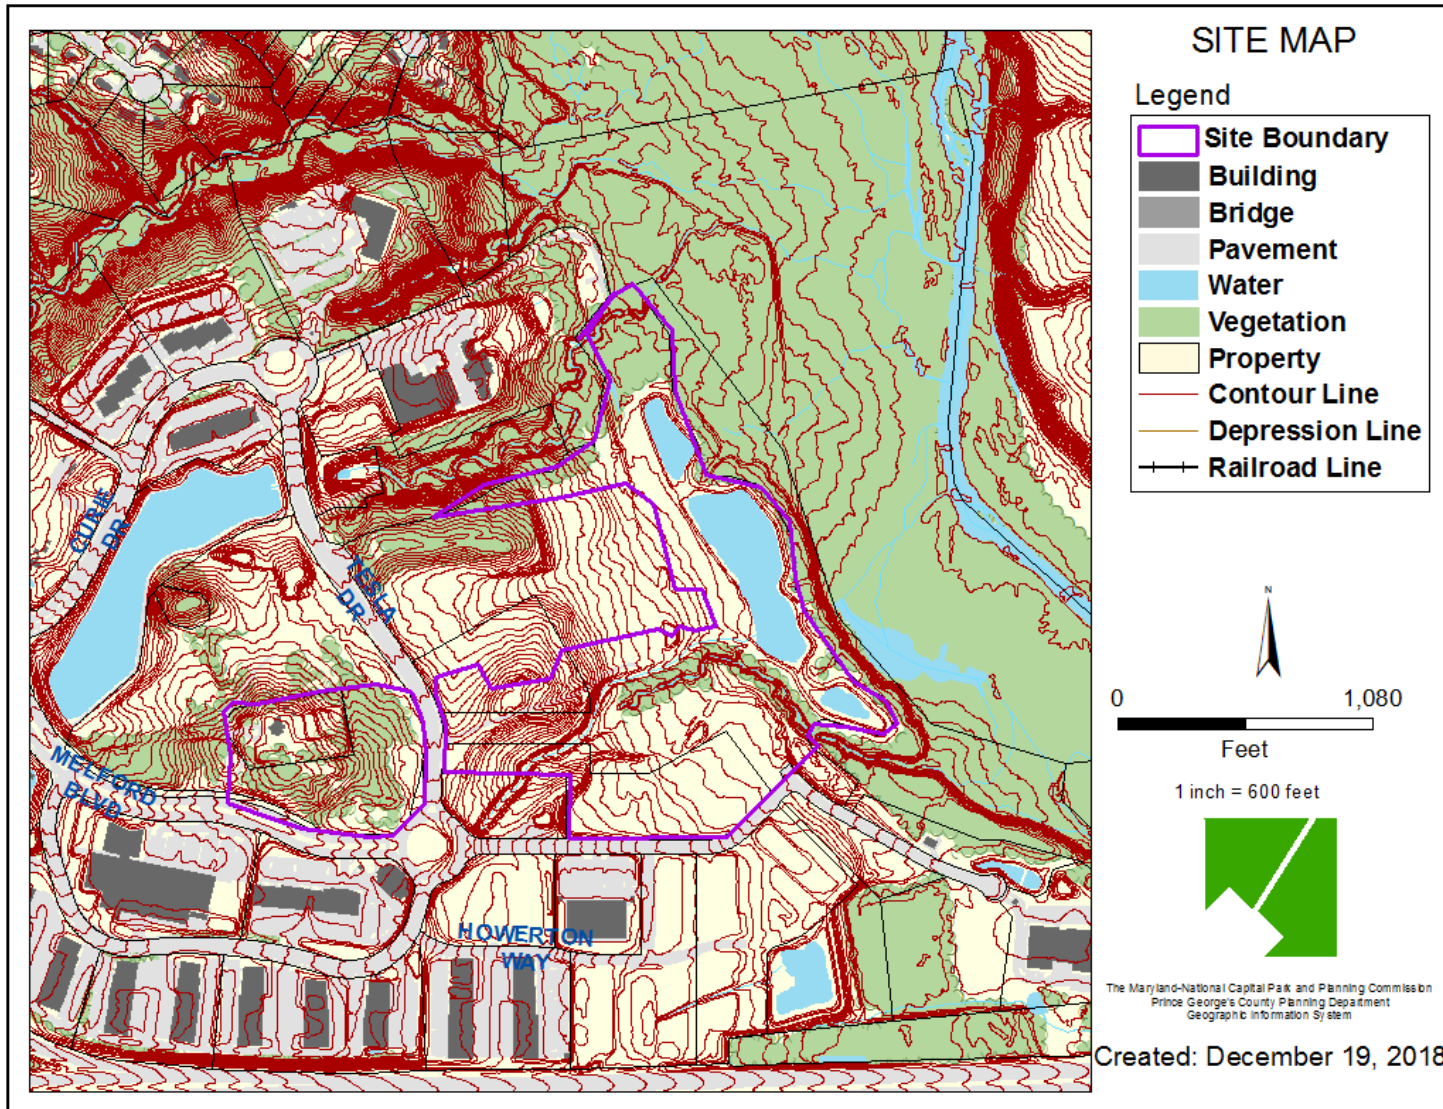 SITE MAP
Legend
Site Boundary
Building
Bridge
Pavement
Water
Vegetation
Property
Contour Line
Depression Line
Railroad Line
CURIE
DR
TESLA
DR
MELFORD
BLVD
HOWERTON
WAY
N
0 1,080
Feet
1 inch = 600 feet
The Maryland-National Capital Park and Planning Commission
Prince George's County Planning Department
Geographic Information System
Created: December 19, 2018